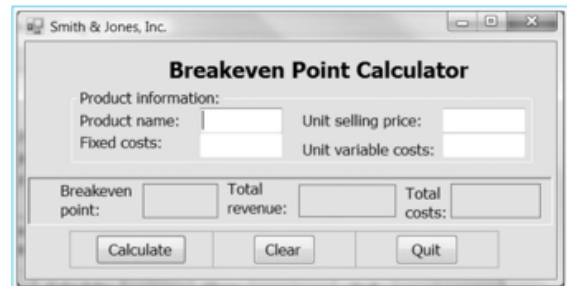 Smith & Jones, Inc.
Breakeven Point Calculator
Product information:
Product name:
Unit selling price:
Fixed costs:
Unit variable costs:
Breakeven
point:
Total
revenue:
Total
costs:
Calculate
Clear
Quit